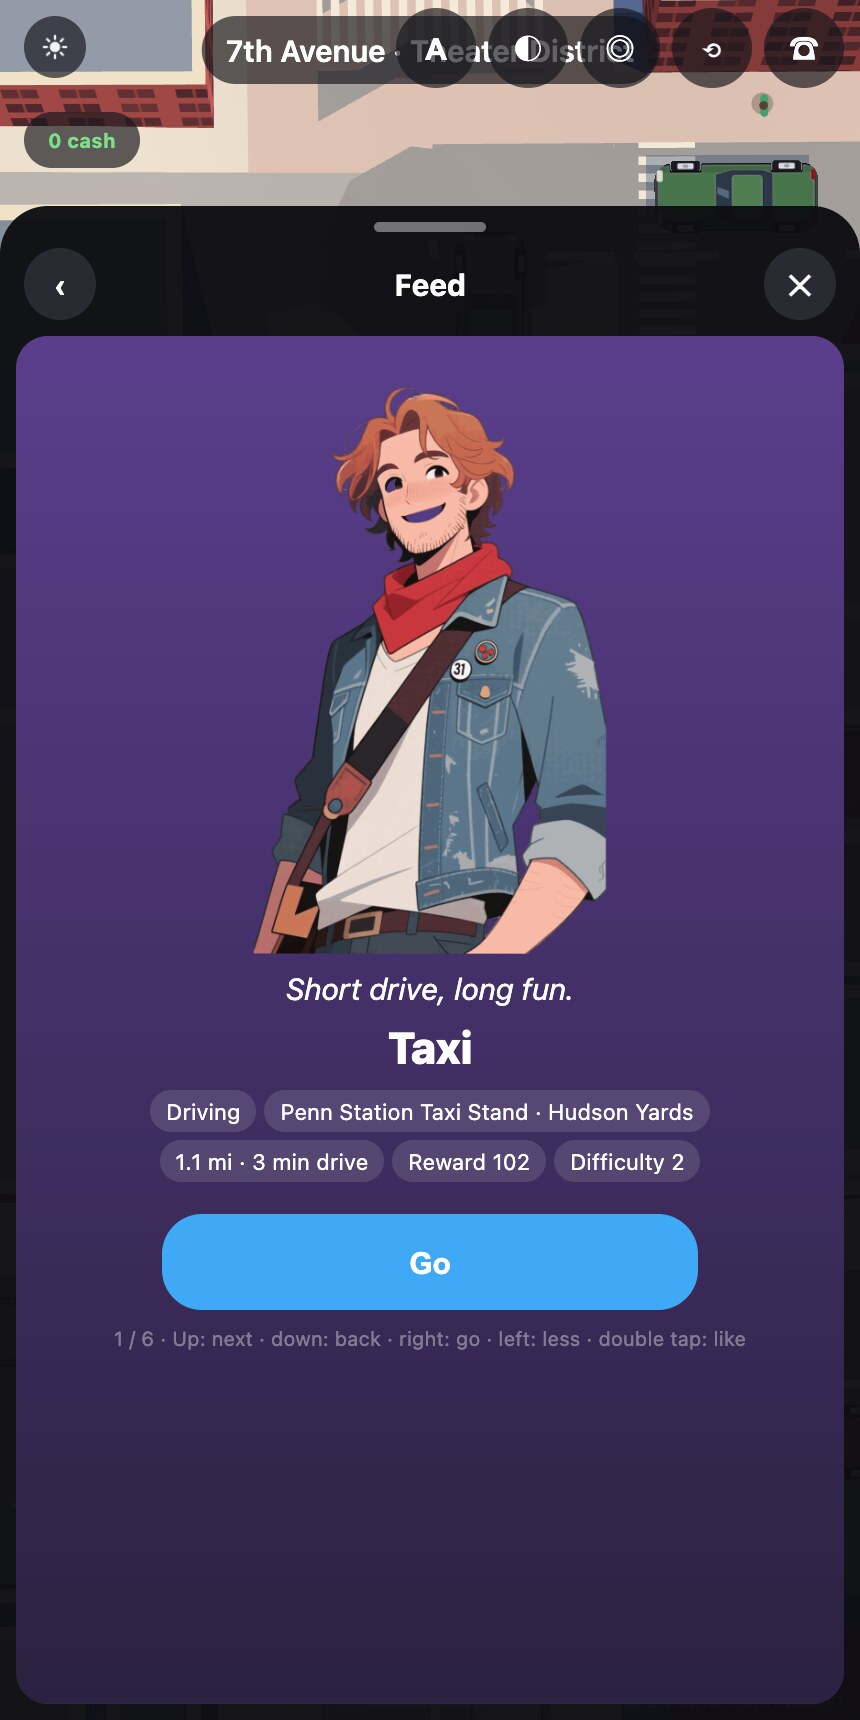 7th Avenue · Theater District
A
0 cash
Feed
31
Short drive, long fun.
Taxi
Driving
Penn Station Taxi Stand · Hudson Yards
1.1 mi · 3 min drive
Reward 102
Difficulty 2
Go
1 / 6 · Up: next · down: back · right: go · left: less · double tap: like